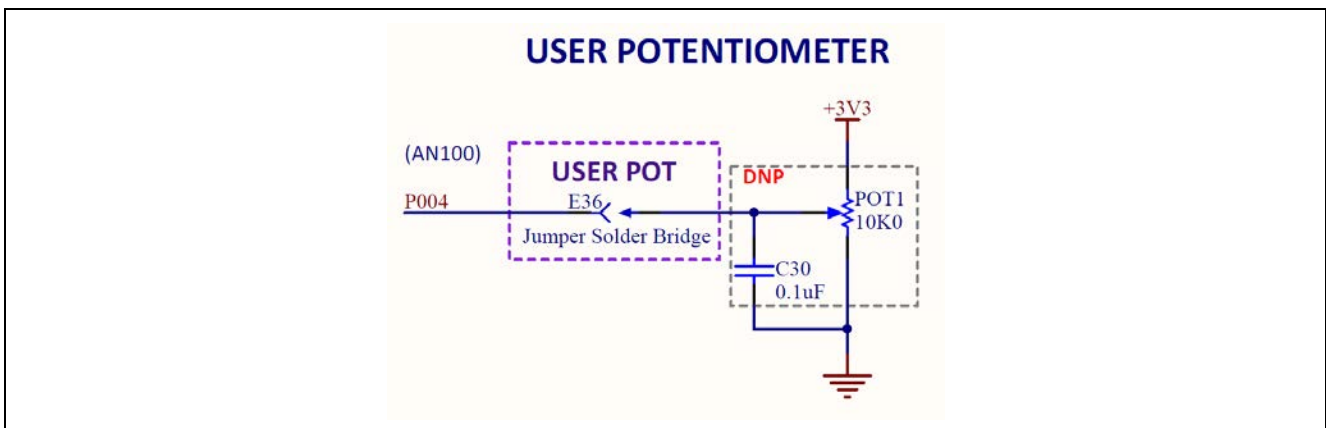 USER POTENTIOMETER
+3V3
(AN100)
USER POT
DNP
P004
E36
POT1
10K0
Jumper Solder Bridge
C30
0.1uF